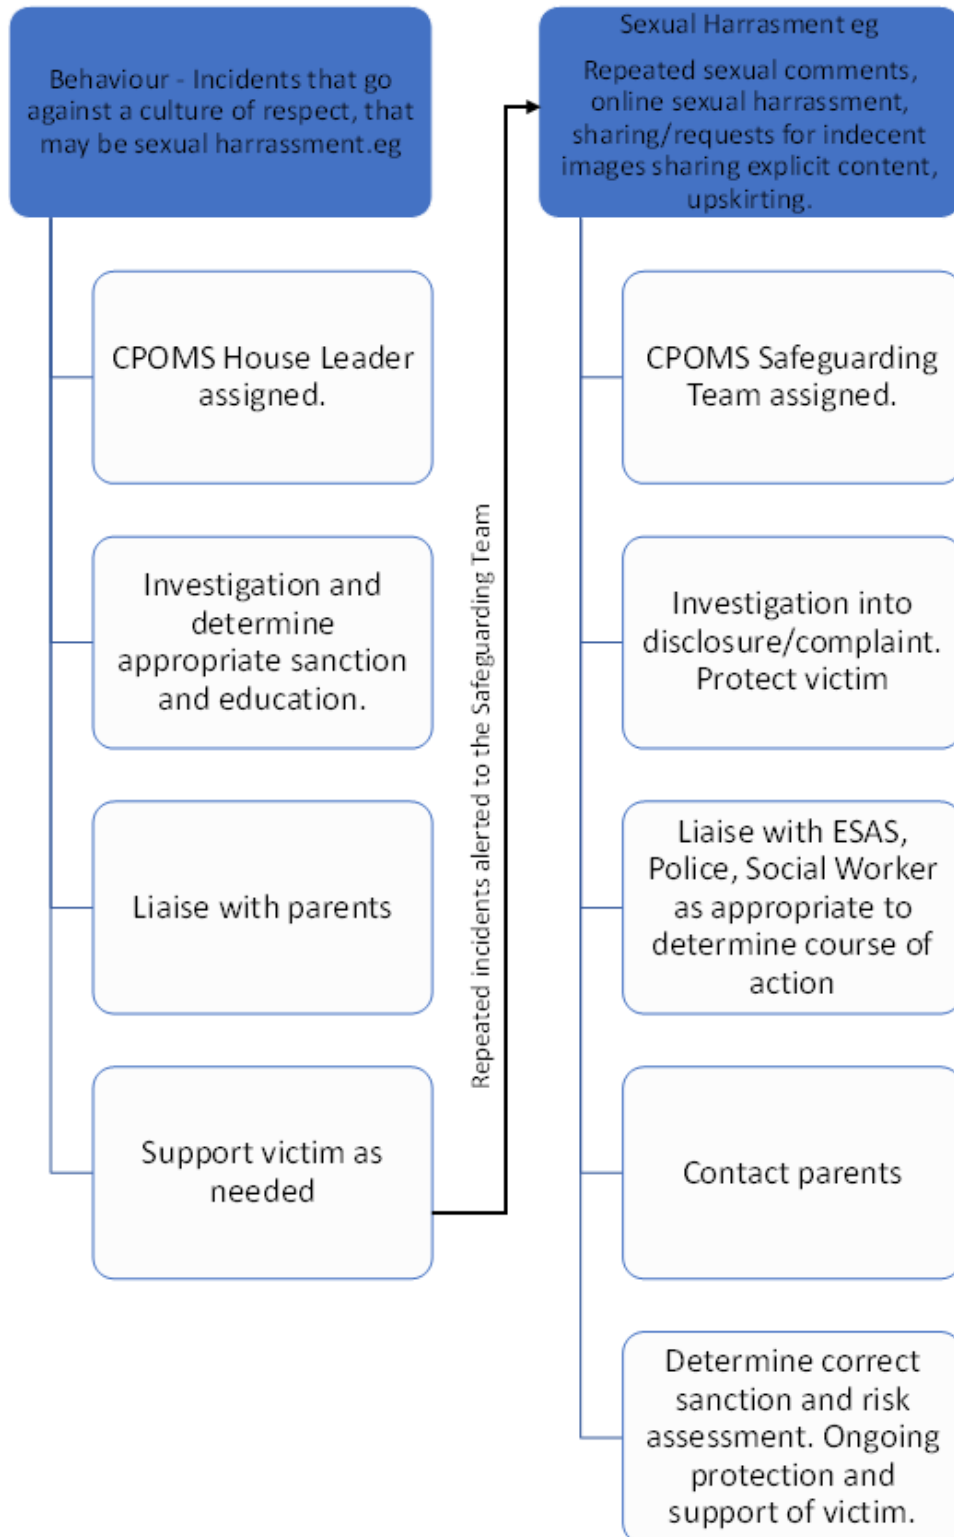 Behaviour - Incidents that go
against a culture of respect, that
may be sexual harrassment.eg
CPOMS House Leader
assigned.
Investigation and
determine
appropriate sanction
and education.
Liaise with parents
Support victim as
needed
Repeated incidents alerted to the Safeguarding Team
Sexual Harrasment eg
Repeated sexual comments,
online sexual harrassment,
sharing/requests for indecent
images sharing explicit content,
upskirting.
CPOMS Safeguarding
Team assigned.
Investigation into
disclosure/complaint.
Protect victim
Liaise with ESAS,
Police, Social Worker
as appropriate to
determine course of
action
Contact parents
Determine correct
sanction and risk
assessment. Ongoing
protection and
support of victim.